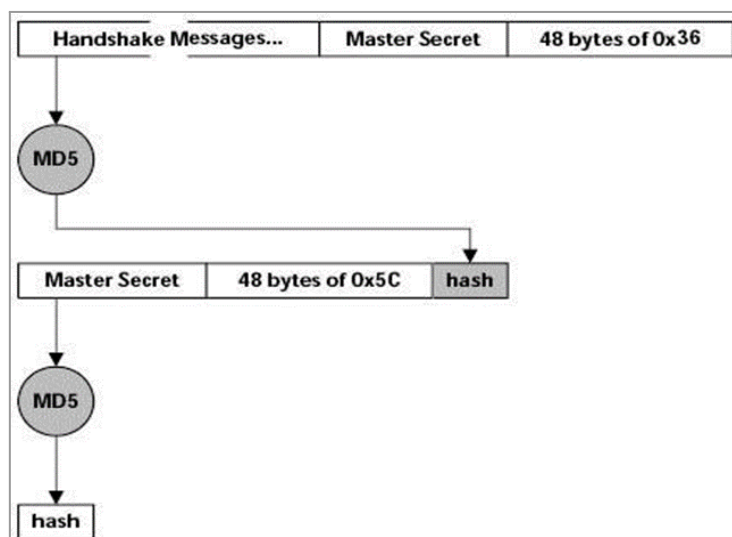 Handshake Messages... Master Secret 48 bytes of 0x36
MD5
Master Secret 48 bytes of 0x5C hash
MD5
hash